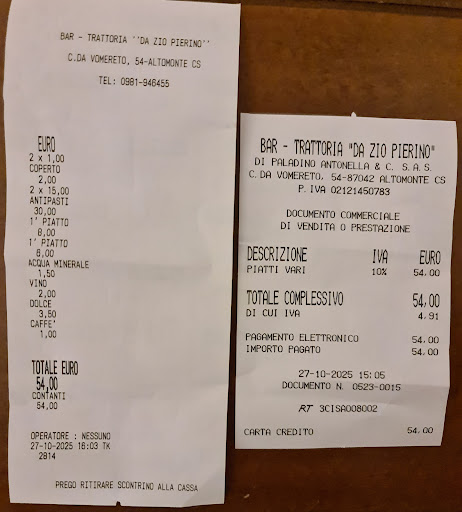 BAR - TRATTORIA ''DA ZIO PIERINO''
C.DA VOMERETO, 54-ALTOMONTE CS
TEL: 0981-946455
EURO
2 x 1,00
COPERTO
2,00
2 x 15,00
ANTIPASTI
30,00
1' PIATTO
8,00
1' PIATTO
6,00
ACQUA MINERALE
1,50
VINO
2,00
DOLCE
3,50
CAFFE'
1,00
TOTALE EURO
54,00
CONTANTI
54,00
OPERATORE : NESSUNO
27-10-2025 16:03 TK
2814
PREGO RITIRARE SCONTRINO ALLA CASSA
BAR - TRATTORIA "DA ZIO PIERINO"
DI PALADINO ANTONELLA & C. S.A.S.
C.DA VOMERETO, 54-87042 ALTOMONTE CS
P.IVA 02121450783
DOCUMENTO COMMERCIALE
DI VENDITA O PRESTAZIONE
DESCRIZIONE IVA EURO
PIATTI VARI 10% 54,00
TOTALE COMPLESSIVO 54,00
DI CUI IVA 4,91
PAGAMENTO ELETTRONICO 54,00
IMPORTO PAGATO 54,00
27-10-2025 15:05
DOCUMENTO N. 0523-0015
RT 3CISA008002
CARTA CREDITO 54,00